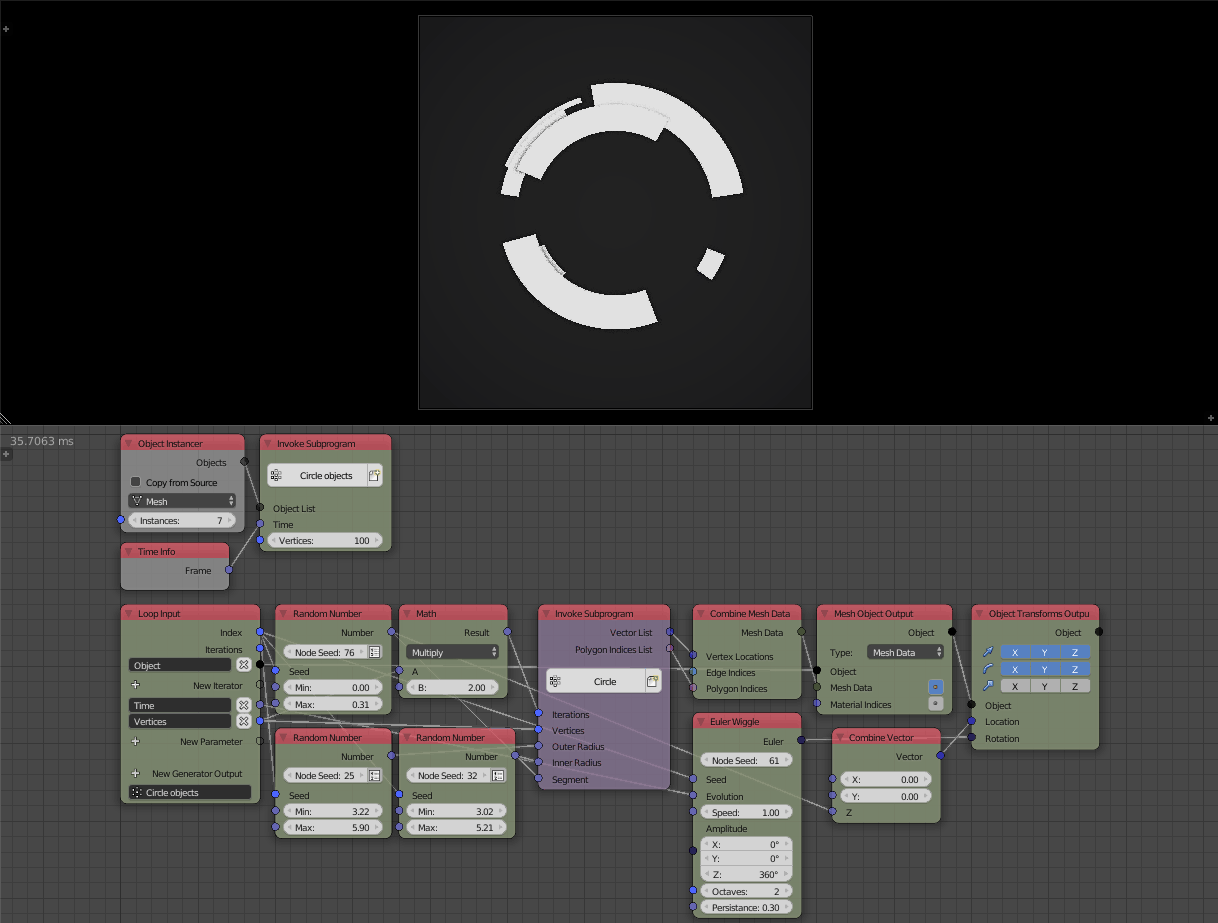 35.7063 ms
Object Instancer
Objects
Copy from Source
Mesh
Instances: 7
Invoke Subprogram
Circle objects
Object List
Time
Vertices: 100
Time Info
Frame
Loop Input
Index
Iterations
Object
New Iterator
Time
Vertices
New Parameter
New Generator Output
Circle objects
Random Number
Number
Node Seed: 76
Seed
Min: 0.00
Max: 0.31
Math
Result
Multiply
A
B: 2.00
Random Number
Number
Node Seed: 25
Seed
Min: 3.22
Max: 5.90
Random Number
Number
Node Seed: 32
Seed
Min: 3.02
Max: 5.21
Invoke Subprogram
Vector List
Polygon Indices List
Circle
Iterations
Vertices
Outer Radius
Inner Radius
Segment
Combine Mesh Data
Mesh Data
Vertex Locations
Edge Indices
Polygon Indices
Euler Wiggle
Euler
Node Seed: 61
Seed
Evolution
Speed: 1.00
Amplitude
X: 0°
Y: 0°
Z: 360°
Octaves: 2
Persistance: 0.30
Mesh Object Output
Object
Type: Mesh Data
Object
Mesh Data
Material Indices
Combine Vector
Vector
X: 0.00
Y: 0.00
Z
Object Transforms Outpu
Object
X Y Z
X Y Z
X Y Z
Object
Location
Rotation